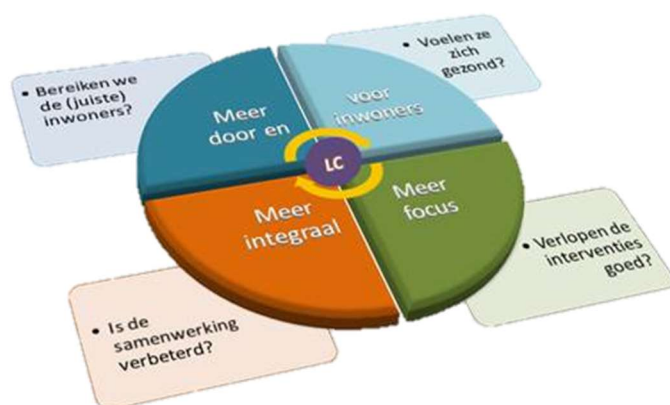 • Bereiken we
de (juiste)
inwoners?
• Voelen ze
zich
gezond?
Meer
door en
voor
inwoners
LC
Meer
integraal
Meer
focus
• Is de
samenwerking
verbeterd?
• Verlopen de
interventies
goed?